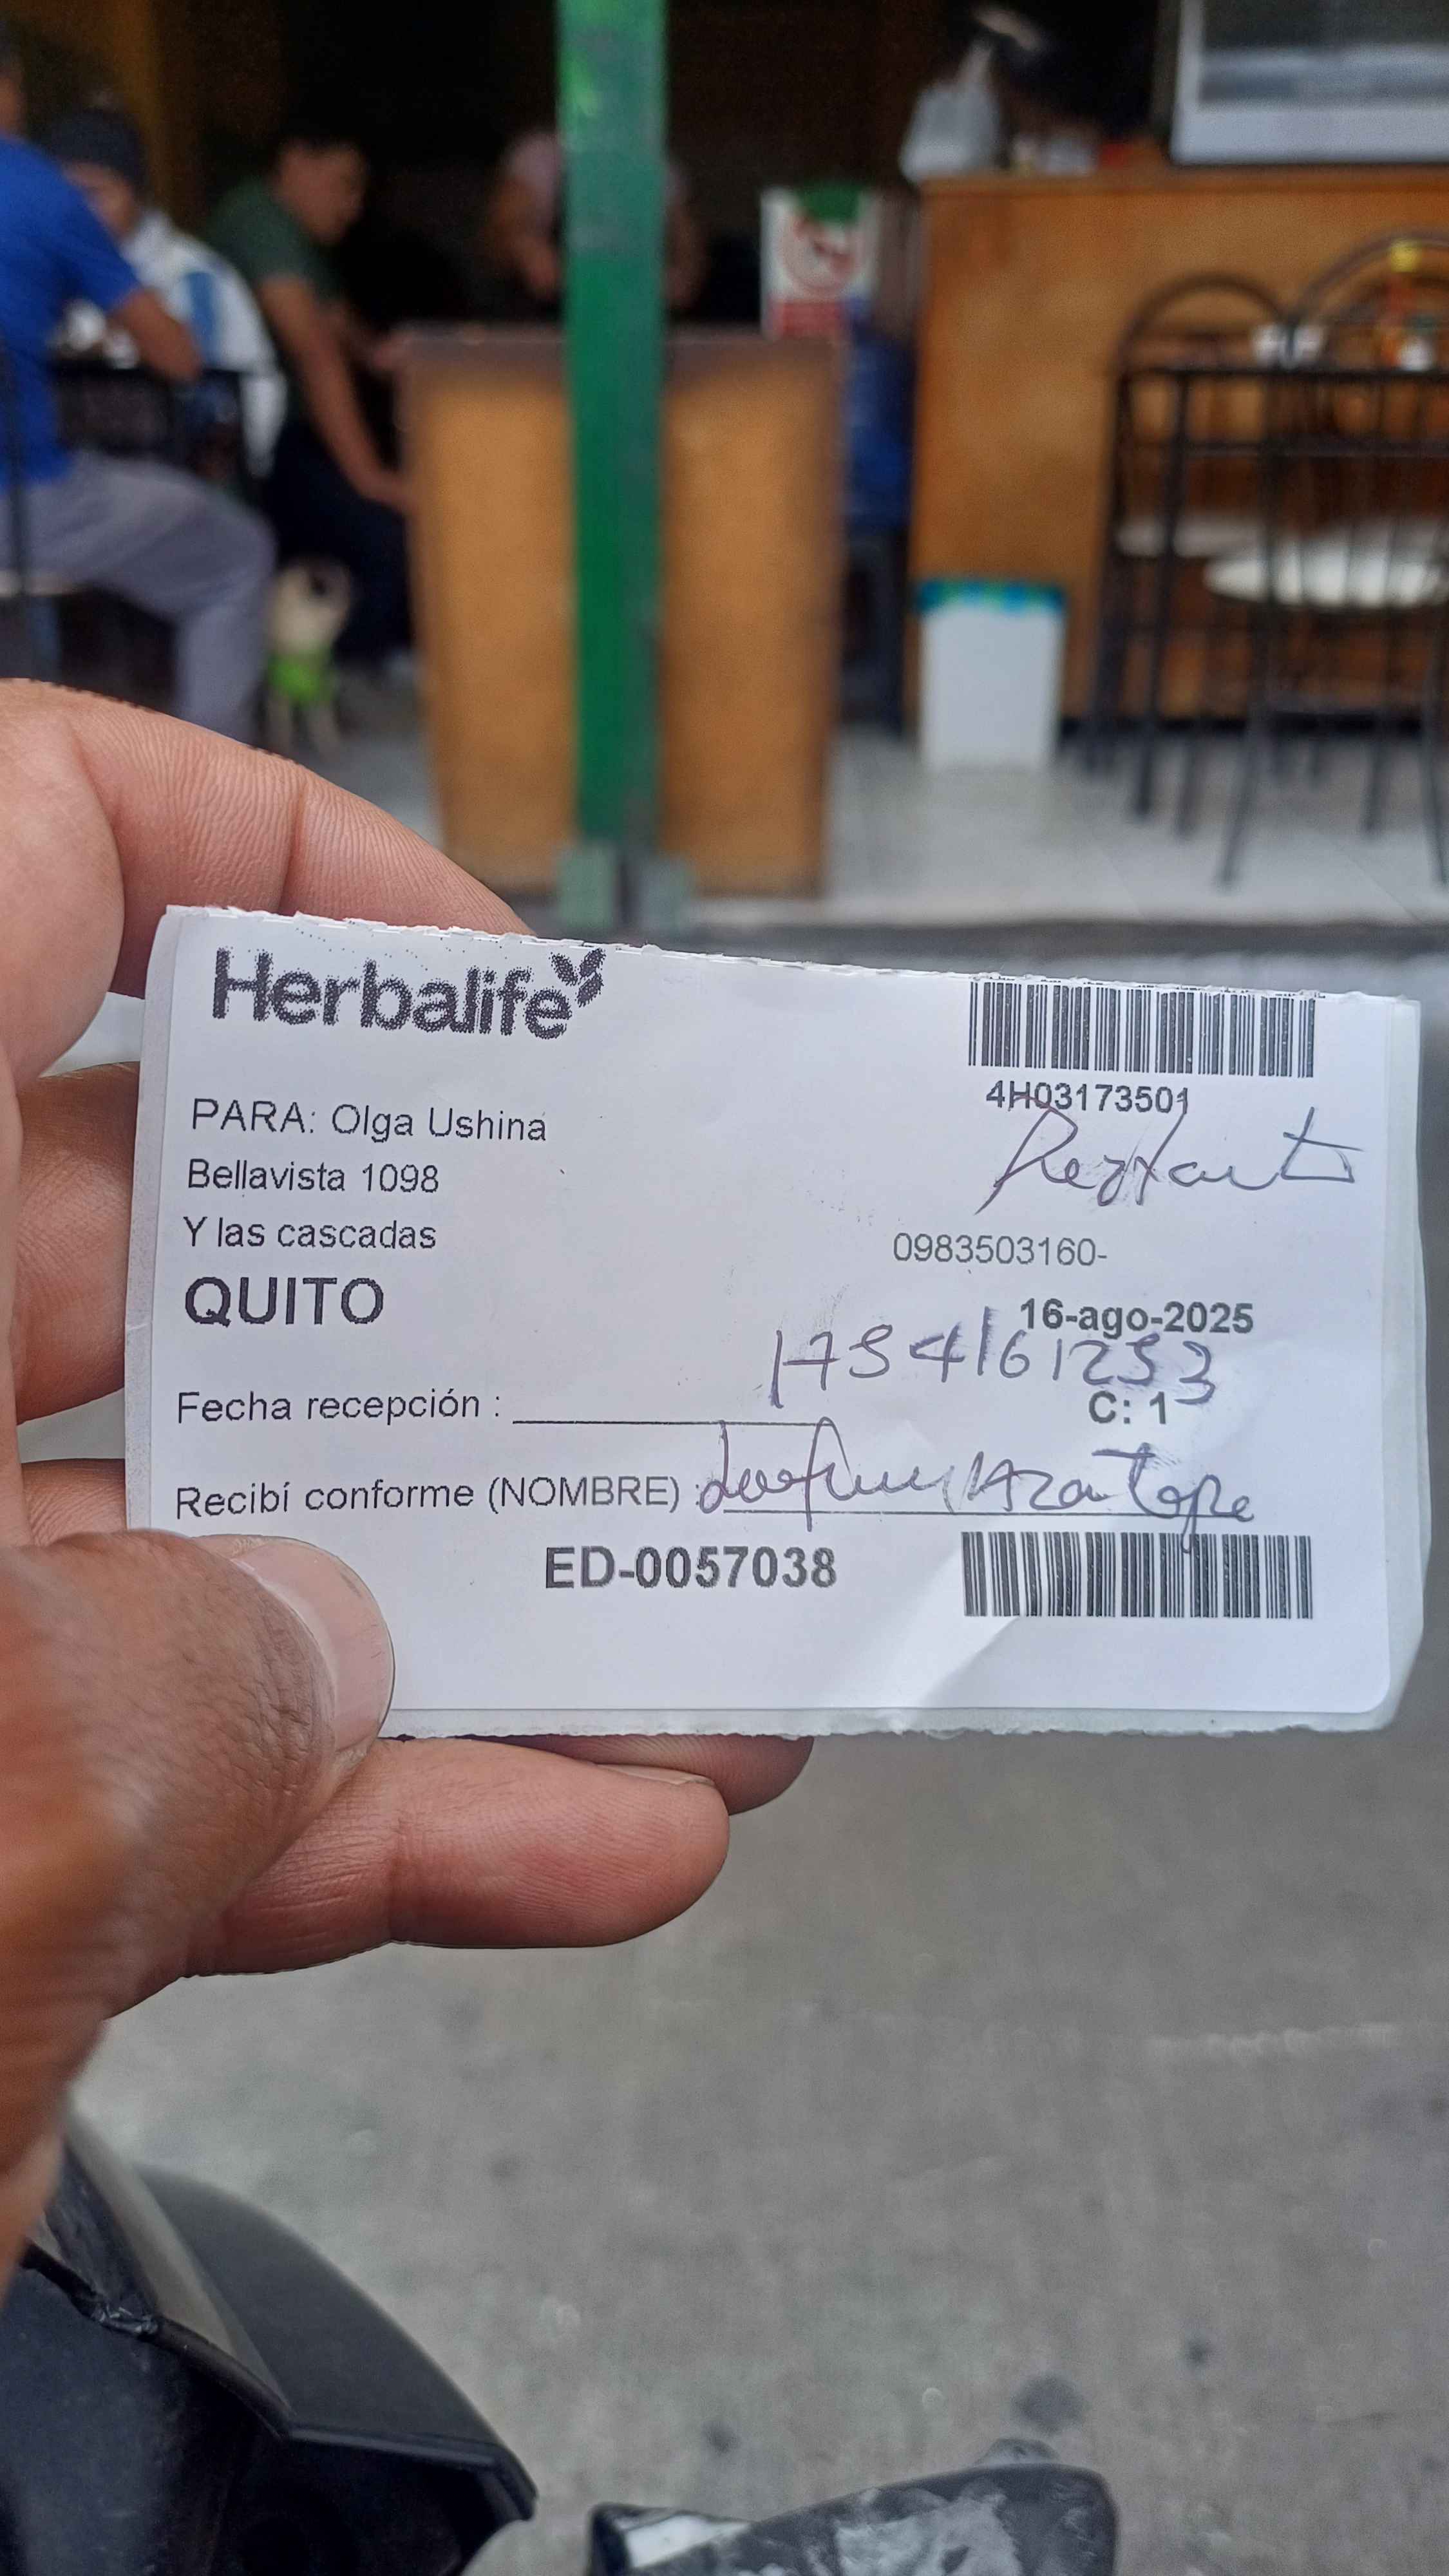 Herbalife
4H03173501
PARA: Olga Ushina
Bellavista 1098
Y las cascadas
0983503160-
QUITO
16-ago-2025
1754161253
Fecha recepción :
C: 1
Recibí conforme (NOMBRE) :
ED-0057038